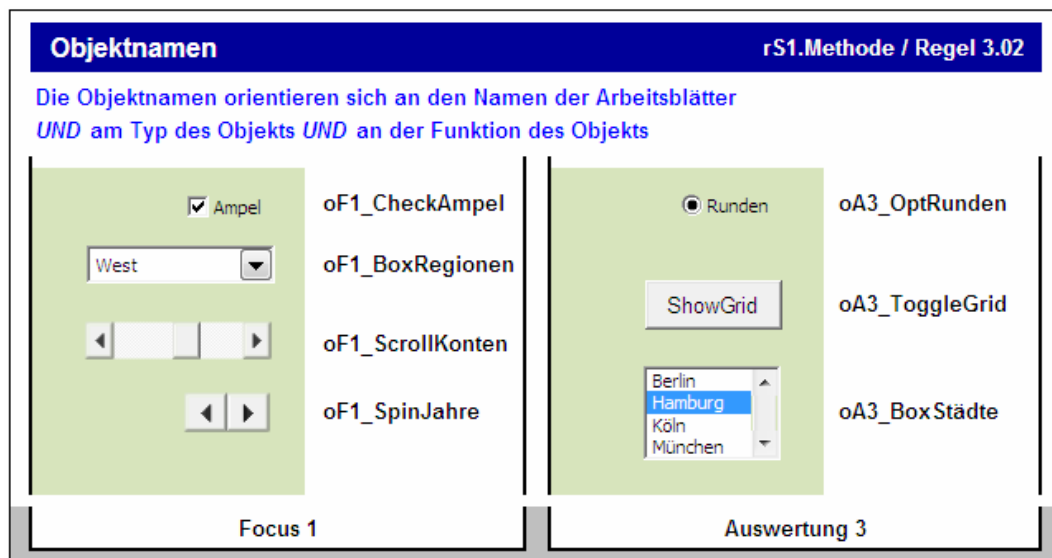 Objektnamen
rS1.Methode / Regel 3.02
Die Objektnamen orientieren sich an den Namen der Arbeitsblätter
UND am Typ des Objekts UND an der Funktion des Objekts
Ampel
oF1_CheckAmpel
West
oF1_BoxRegionen
oF1_ScrollKonten
oF1_SpinJahre
Focus 1
Runden
oA3_OptRunden
ShowGrid
oA3_ToggleGrid
Berlin
Hamburg
Köln
München
oA3_BoxStädte
Auswertung 3